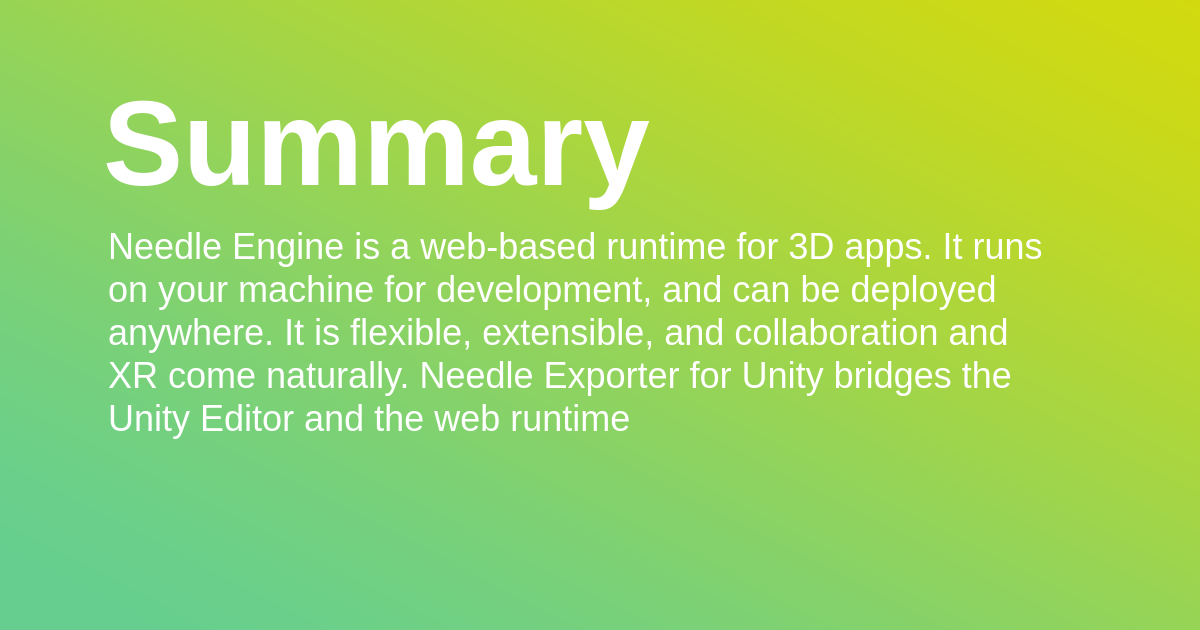 Summary
Needle Engine is a web-based runtime for 3D apps. It runs
on your machine for development, and can be deployed
anywhere. It is flexible, extensible, and collaboration and
XR come naturally. Needle Exporter for Unity bridges the
Unity Editor and the web runtime